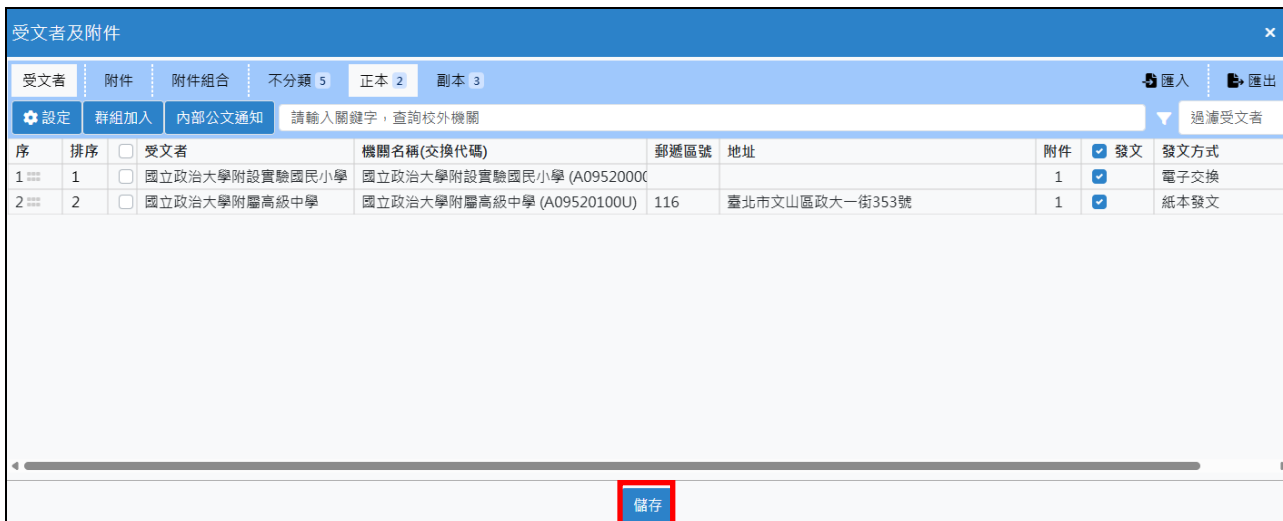 受文者及附件 ×
受文者 附件 附件組合 不分類 5 正本 2 副本 3 匯入 匯出
設定 群組加入 內部公文通知 請輸入關鍵字，查詢校外機關 過濾受文者
序 排序 受文者 機關名稱(交換代碼) 郵遞區號 地址 附件 發文 發文方式
1 1 國立政治大學附設實驗國民小學 國立政治大學附設實驗國民小學 (A09520000 1 電子交換
2 2 國立政治大學附屬高級中學 國立政治大學附屬高級中學 (A09520100U) 116 臺北市文山區政大一街353號 1 紙本發文
儲存